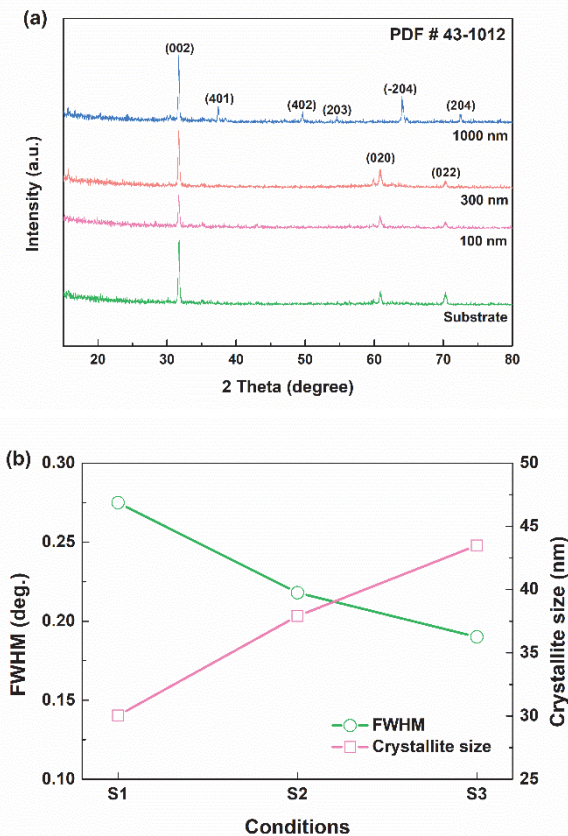 (a)
PDF # 43-1012
(002)
(401)
(402)
(203)
(-204)
(204)
1000 nm
(020)
(022)
300 nm
100 nm
Substrate
Intensity (a.u.)
20 30 40 50 60 70 80
2 Theta (degree)
(b)
0.30
0.25
0.20
0.15
0.10
FWHM (deg.)
50
45
40
35
30
25
Crystallite size (nm)
FWHM
Crystallite size
S1 S2 S3
Conditions